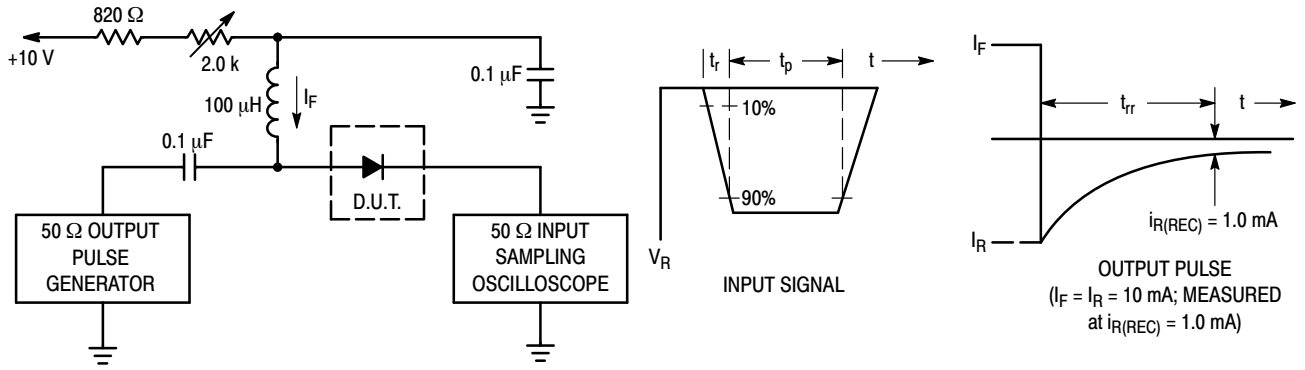 820 Ω
+10 V
2.0 k
100 µH
I_F
0.1 µF
0.1 µF
D.U.T.
50 Ω OUTPUT
PULSE
GENERATOR
50 Ω INPUT
SAMPLING
OSCILLOSCOPE
t_r
t_p
t
10%
90%
V_R
INPUT SIGNAL
I_F
t_rr
t
i_R(REC) = 1.0 mA
I_R
OUTPUT PULSE
(I_F = I_R = 10 mA; MEASURED
at i_R(REC) = 1.0 mA)